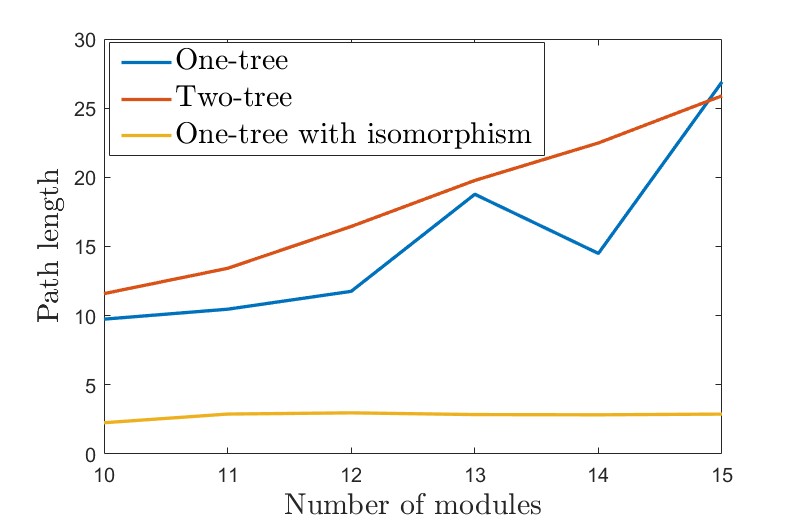 30
25
20
15
10
5
0
Path length
One-tree
Two-tree
One-tree with isomorphism
10 11 12 13 14 15
Number of modules